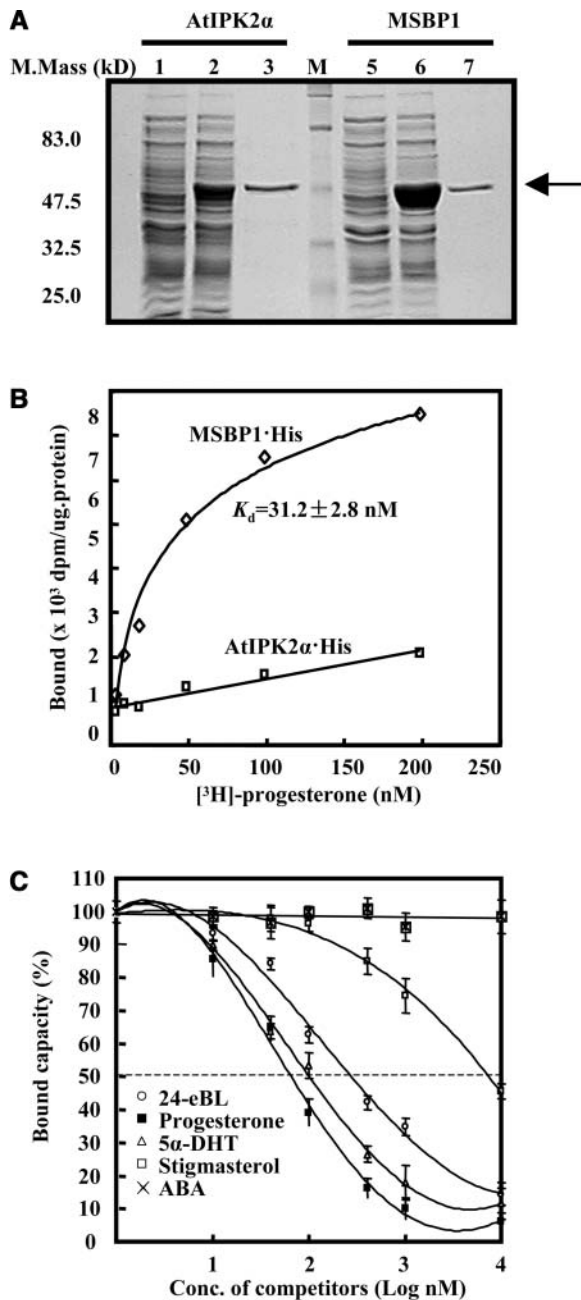 A
AtIPK2α MSBP1
M.Mass (kD) 1 2 3 M 5 6 7
83.0
47.5
32.5
25.0
B
8
7
6
5
4
3
2
1
0
Bound (x 10³ dpm/ug.protein)
MSBP1·His
Kd=31.2±2.8 nM
AtIPK2α·His
0 50 100 150 200 250
[³H]-progesterone (nM)
C
110
100
90
80
70
60
50
40
30
20
10
0
Bound capacity (%)
24-eBL
Progesterone
5α-DHT
Stigmasterol
ABA
1 2 3 4
Conc. of competitors (Log nM)